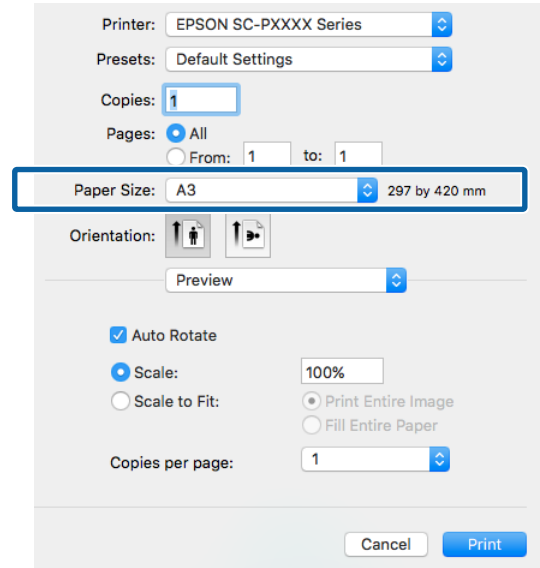 Printer: EPSON SC-PXXXX Series
Presets: Default Settings
Copies: 1
Pages: All
From: 1 to: 1
Paper Size: A3 297 by 420 mm
Orientation:
Preview
Auto Rotate
Scale: 100%
Scale to Fit: Print Entire Image
Fill Entire Paper
Copies per page: 1
Cancel Print